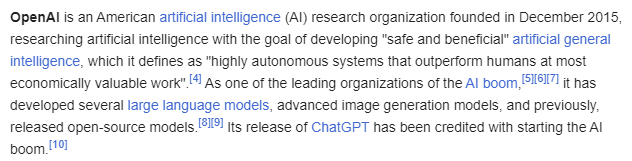 OpenAI is an American artificial intelligence (AI) research organization founded in December 2015,
researching artificial intelligence with the goal of developing "safe and beneficial" artificial general
intelligence, which it defines as "highly autonomous systems that outperform humans at most
economically valuable work".[4] As one of the leading organizations of the AI boom,[5][6][7] it has
developed several large language models, advanced image generation models, and previously,
released open-source models.[8][9] Its release of ChatGPT has been credited with starting the AI
boom.[10]